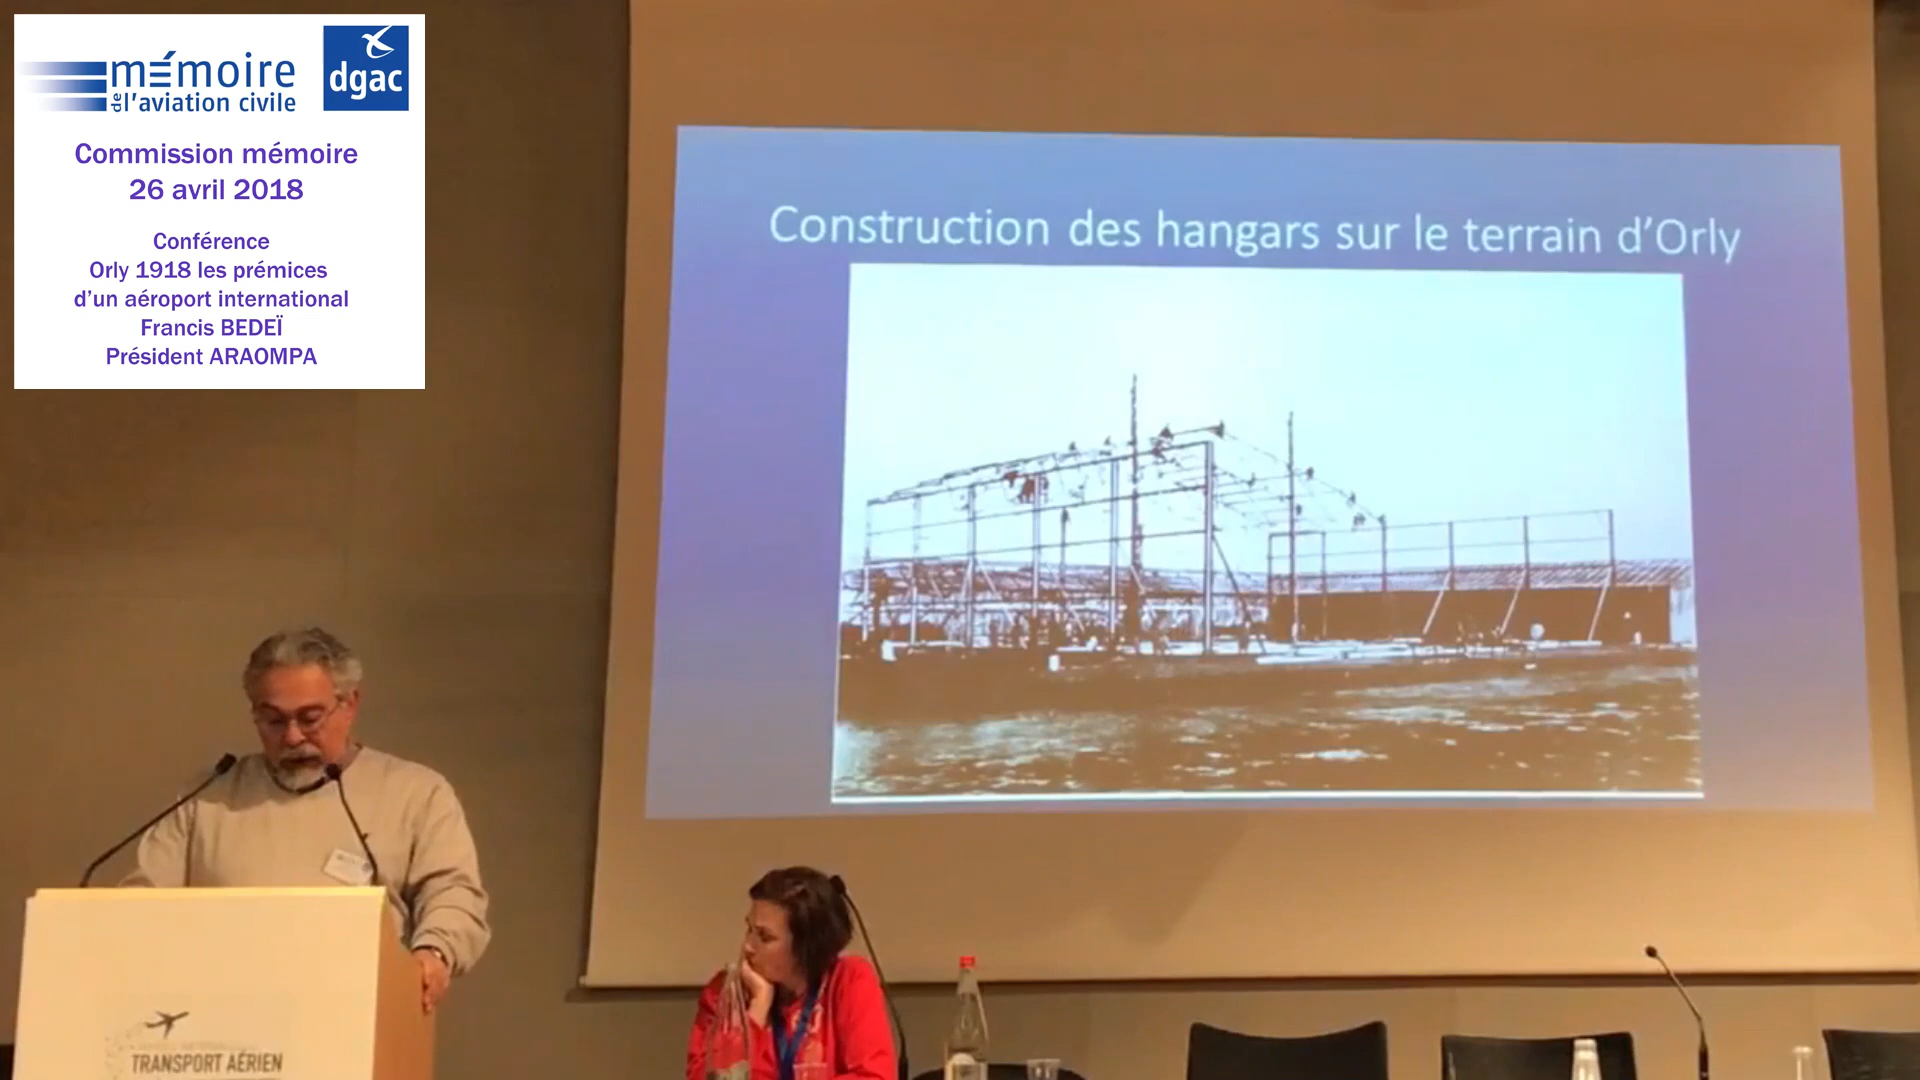 mémoire
de l'aviation civile
dgac
Commission mémoire
26 avril 2018
Conférence
Orly 1918 les prémices
d'un aéroport international
Francis BEDEÏ
Président ARAOMPA
Construction des hangars sur le terrain d'Orly
TRANSPORT AÉRIEN